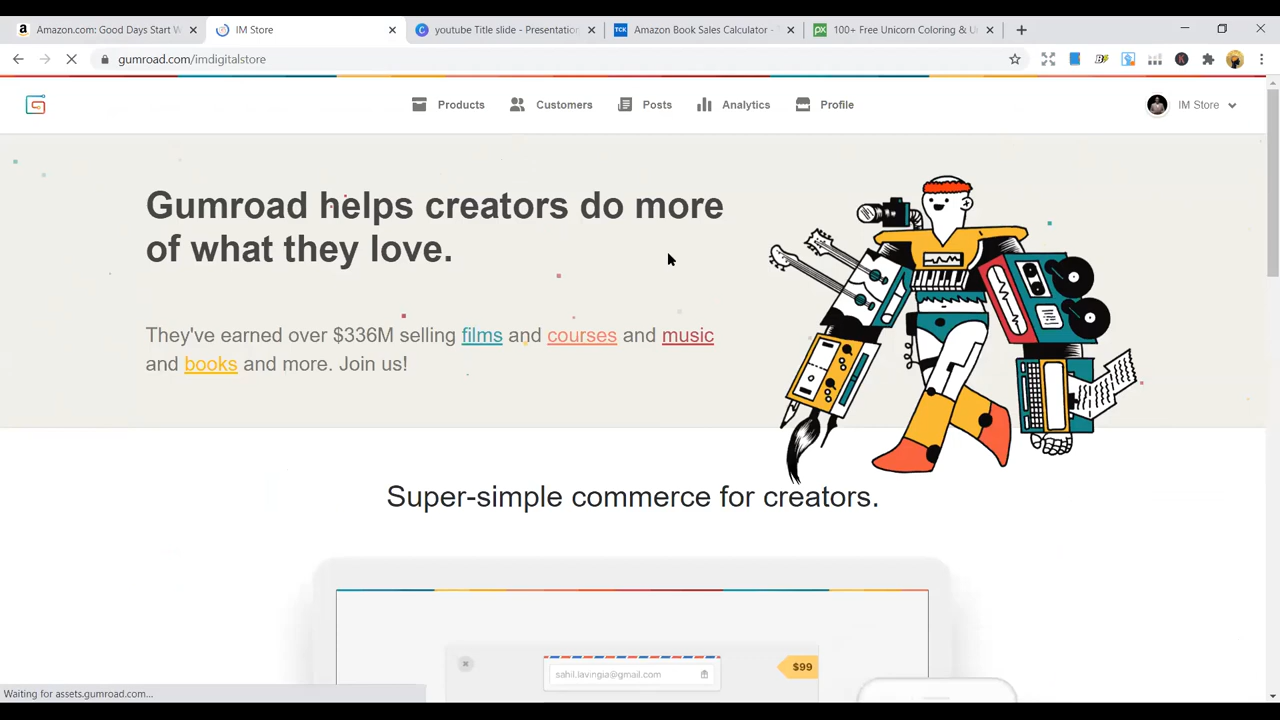 Amazon.com: Good Days Start W
IM Store
youtube Title slide - Presentation
TCK
Amazon Book Sales Calculator -
px
100+ Free Unicorn Coloring & U
gumroad.com/imdigitalstore
Products
Customers
Posts
Analytics
Profile
IM Store
Gumroad helps creators do more
of what they love.
They've earned over $336M selling films and courses and music
and books and more. Join us!
Super-simple commerce for creators.
sahil.lavingia@gmail.com
$99
Waiting for assets.gumroad.com...